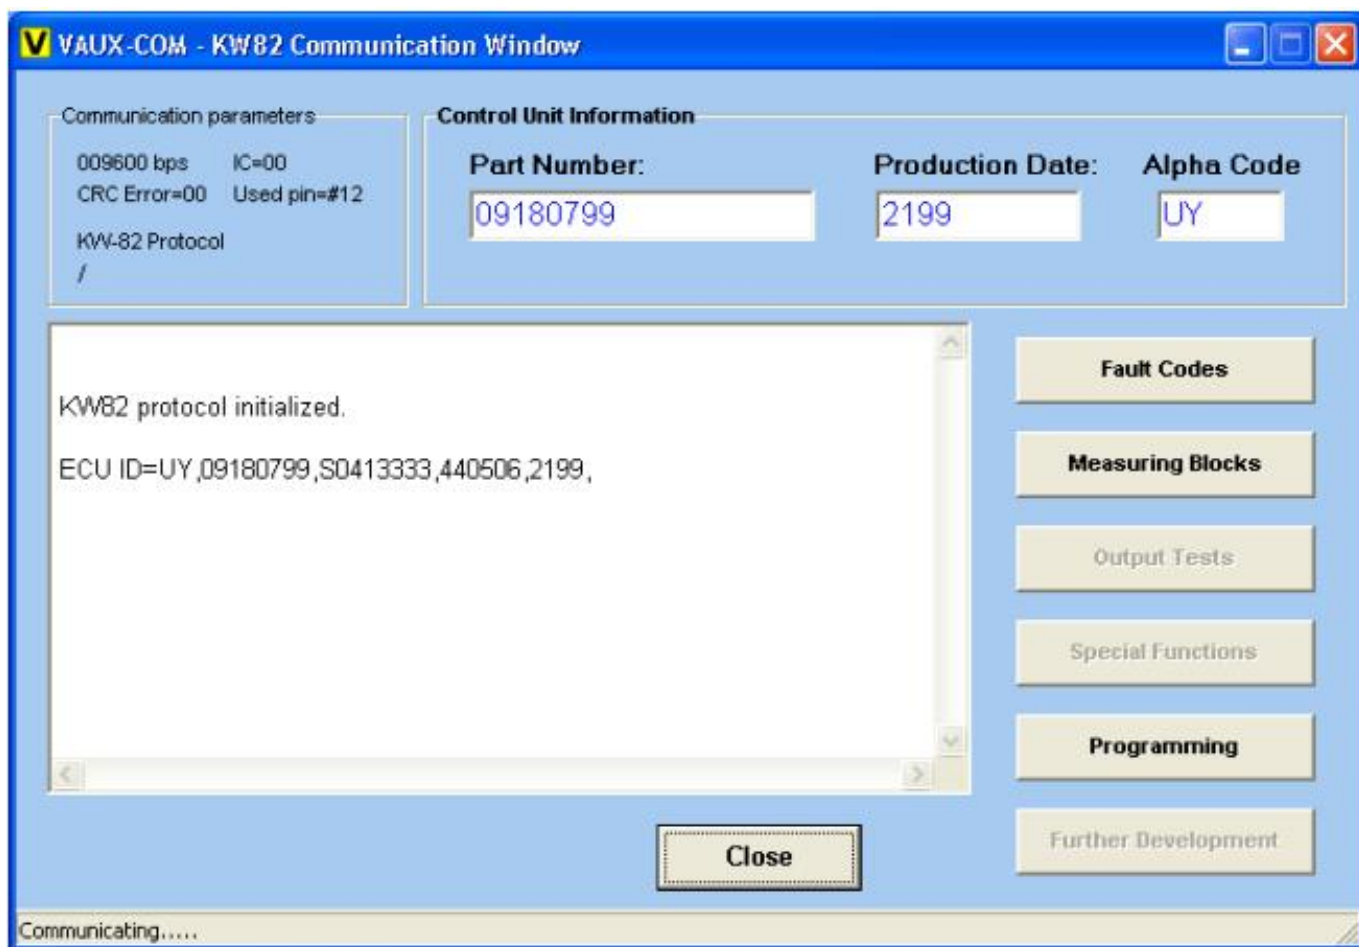 VAUX-COM - KW82 Communication Window
Communication parameters
009600 bps IC=00
CRC Error=00 Used pin=#12
KW-82 Protocol
/
Control Unit Information
Part Number: Production Date: Alpha Code
09180799 2199 UY
KW82 protocol initialized.
ECU ID=UY,09180799,S0413333,440506,2199,
Fault Codes
Measuring Blocks
Output Tests
Special Functions
Programming
Further Development
Close
Communicating.....